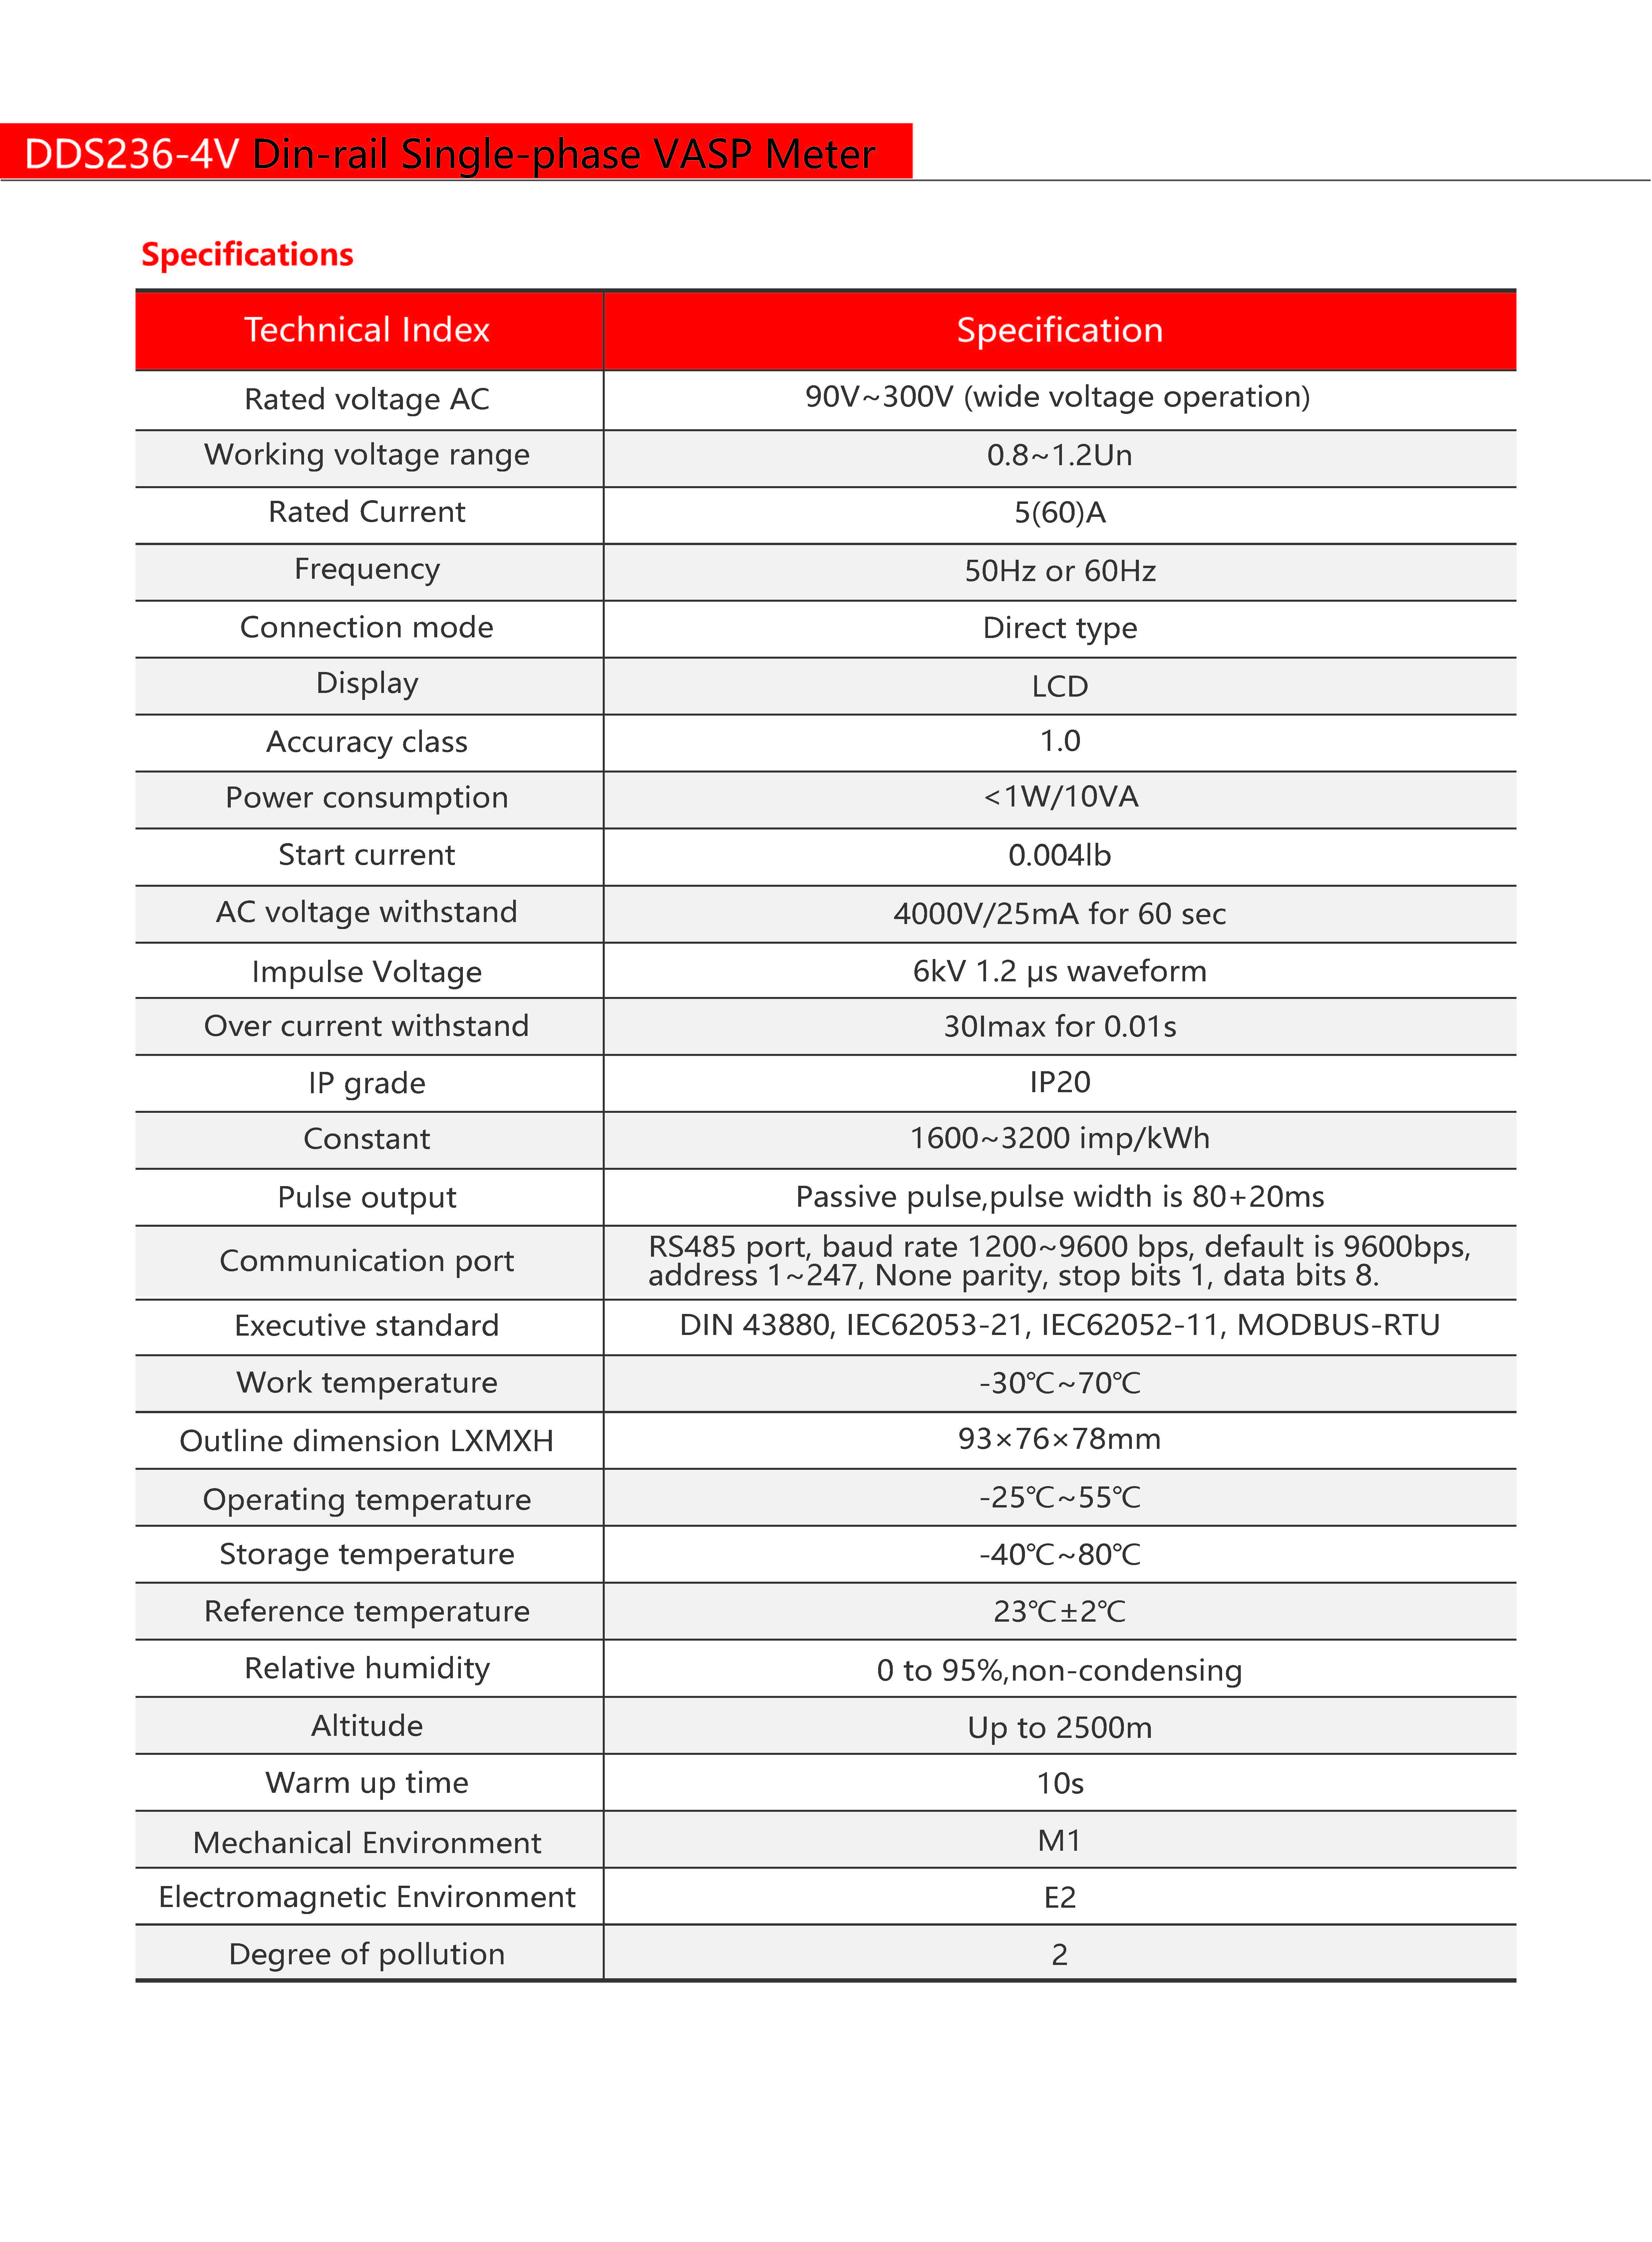 DDS236-4V Din-rail Single-phase VASP Meter
Specifications
Technical Index Specification
Rated voltage AC 90V~300V (wide voltage operation)
Working voltage range 0.8~1.2Un
Rated Current 5(60)A
Frequency 50Hz or 60Hz
Connection mode Direct type
Display LCD
Accuracy class 1.0
Power consumption <1W/10VA
Start current 0.004lb
AC voltage withstand 4000V/25mA for 60 sec
Impulse Voltage 6kV 1.2 μs waveform
Over current withstand 30Imax for 0.01s
IP grade IP20
Constant 1600~3200 imp/kWh
Pulse output Passive pulse,pulse width is 80+20ms
Communication port RS485 port, baud rate 1200~9600 bps, default is 9600bps,
address 1~247, None parity, stop bits 1, data bits 8.
Executive standard DIN 43880, IEC62053-21, IEC62052-11, MODBUS-RTU
Work temperature -30℃~70℃
Outline dimension LXMXH 93×76×78mm
Operating temperature -25℃~55℃
Storage temperature -40℃~80℃
Reference temperature 23℃±2℃
Relative humidity 0 to 95%,non-condensing
Altitude Up to 2500m
Warm up time 10s
Mechanical Environment M1
Electromagnetic Environment E2
Degree of pollution 2